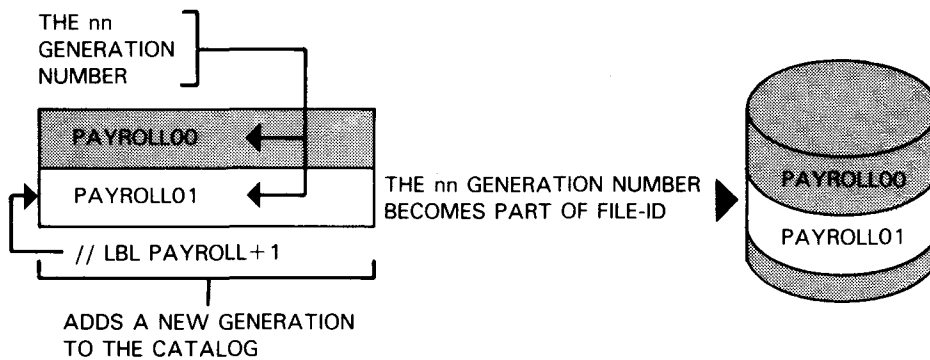 THE nn
GENERATION
NUMBER
PAYROLL00
PAYROLL01
// LBL PAYROLL+1
ADDS A NEW GENERATION
TO THE CATALOG
THE nn GENERATION NUMBER
BECOMES PART OF FILE-ID
PAYROLL00
PAYROLL01